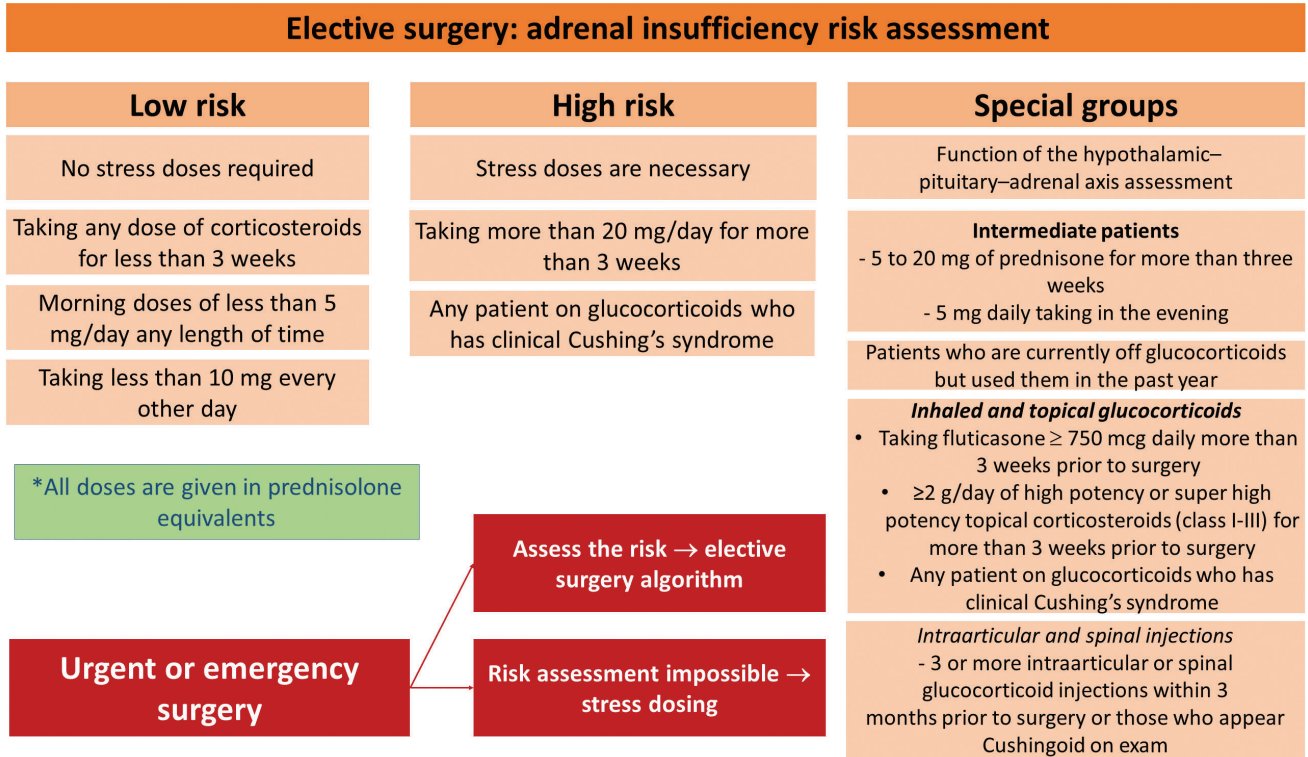 Elective surgery: adrenal insufficiency risk assessment
Low risk
No stress doses required
Taking any dose of corticosteroids
for less than 3 weeks
Morning doses of less than 5
mg/day any length of time
Taking less than 10 mg every
other day
*All doses are given in prednisolone
equivalents
High risk
Stress doses are necessary
Taking more than 20 mg/day for more
than 3 weeks
Any patient on glucocorticoids who
has clinical Cushing’s syndrome
Special groups
Function of the hypothalamic–
pituitary–adrenal axis assessment
Intermediate patients
- 5 to 20 mg of prednisone for more than three
weeks
- 5 mg daily taking in the evening
Patients who are currently off glucocorticoids
but used them in the past year
Inhaled and topical glucocorticoids
• Taking fluticasone ≥ 750 mcg daily more than
3 weeks prior to surgery
• ≥2 g/day of high potency or super high
potency topical corticosteroids (class I-III) for
more than 3 weeks prior to surgery
• Any patient on glucocorticoids who has
clinical Cushing’s syndrome
Intraarticular and spinal injections
- 3 or more intraarticular or spinal
glucocorticoid injections within 3
months prior to surgery or those who appear
Cushingoid on exam
Urgent or emergency
surgery
Assess the risk → elective
surgery algorithm
Risk assessment impossible →
stress dosing